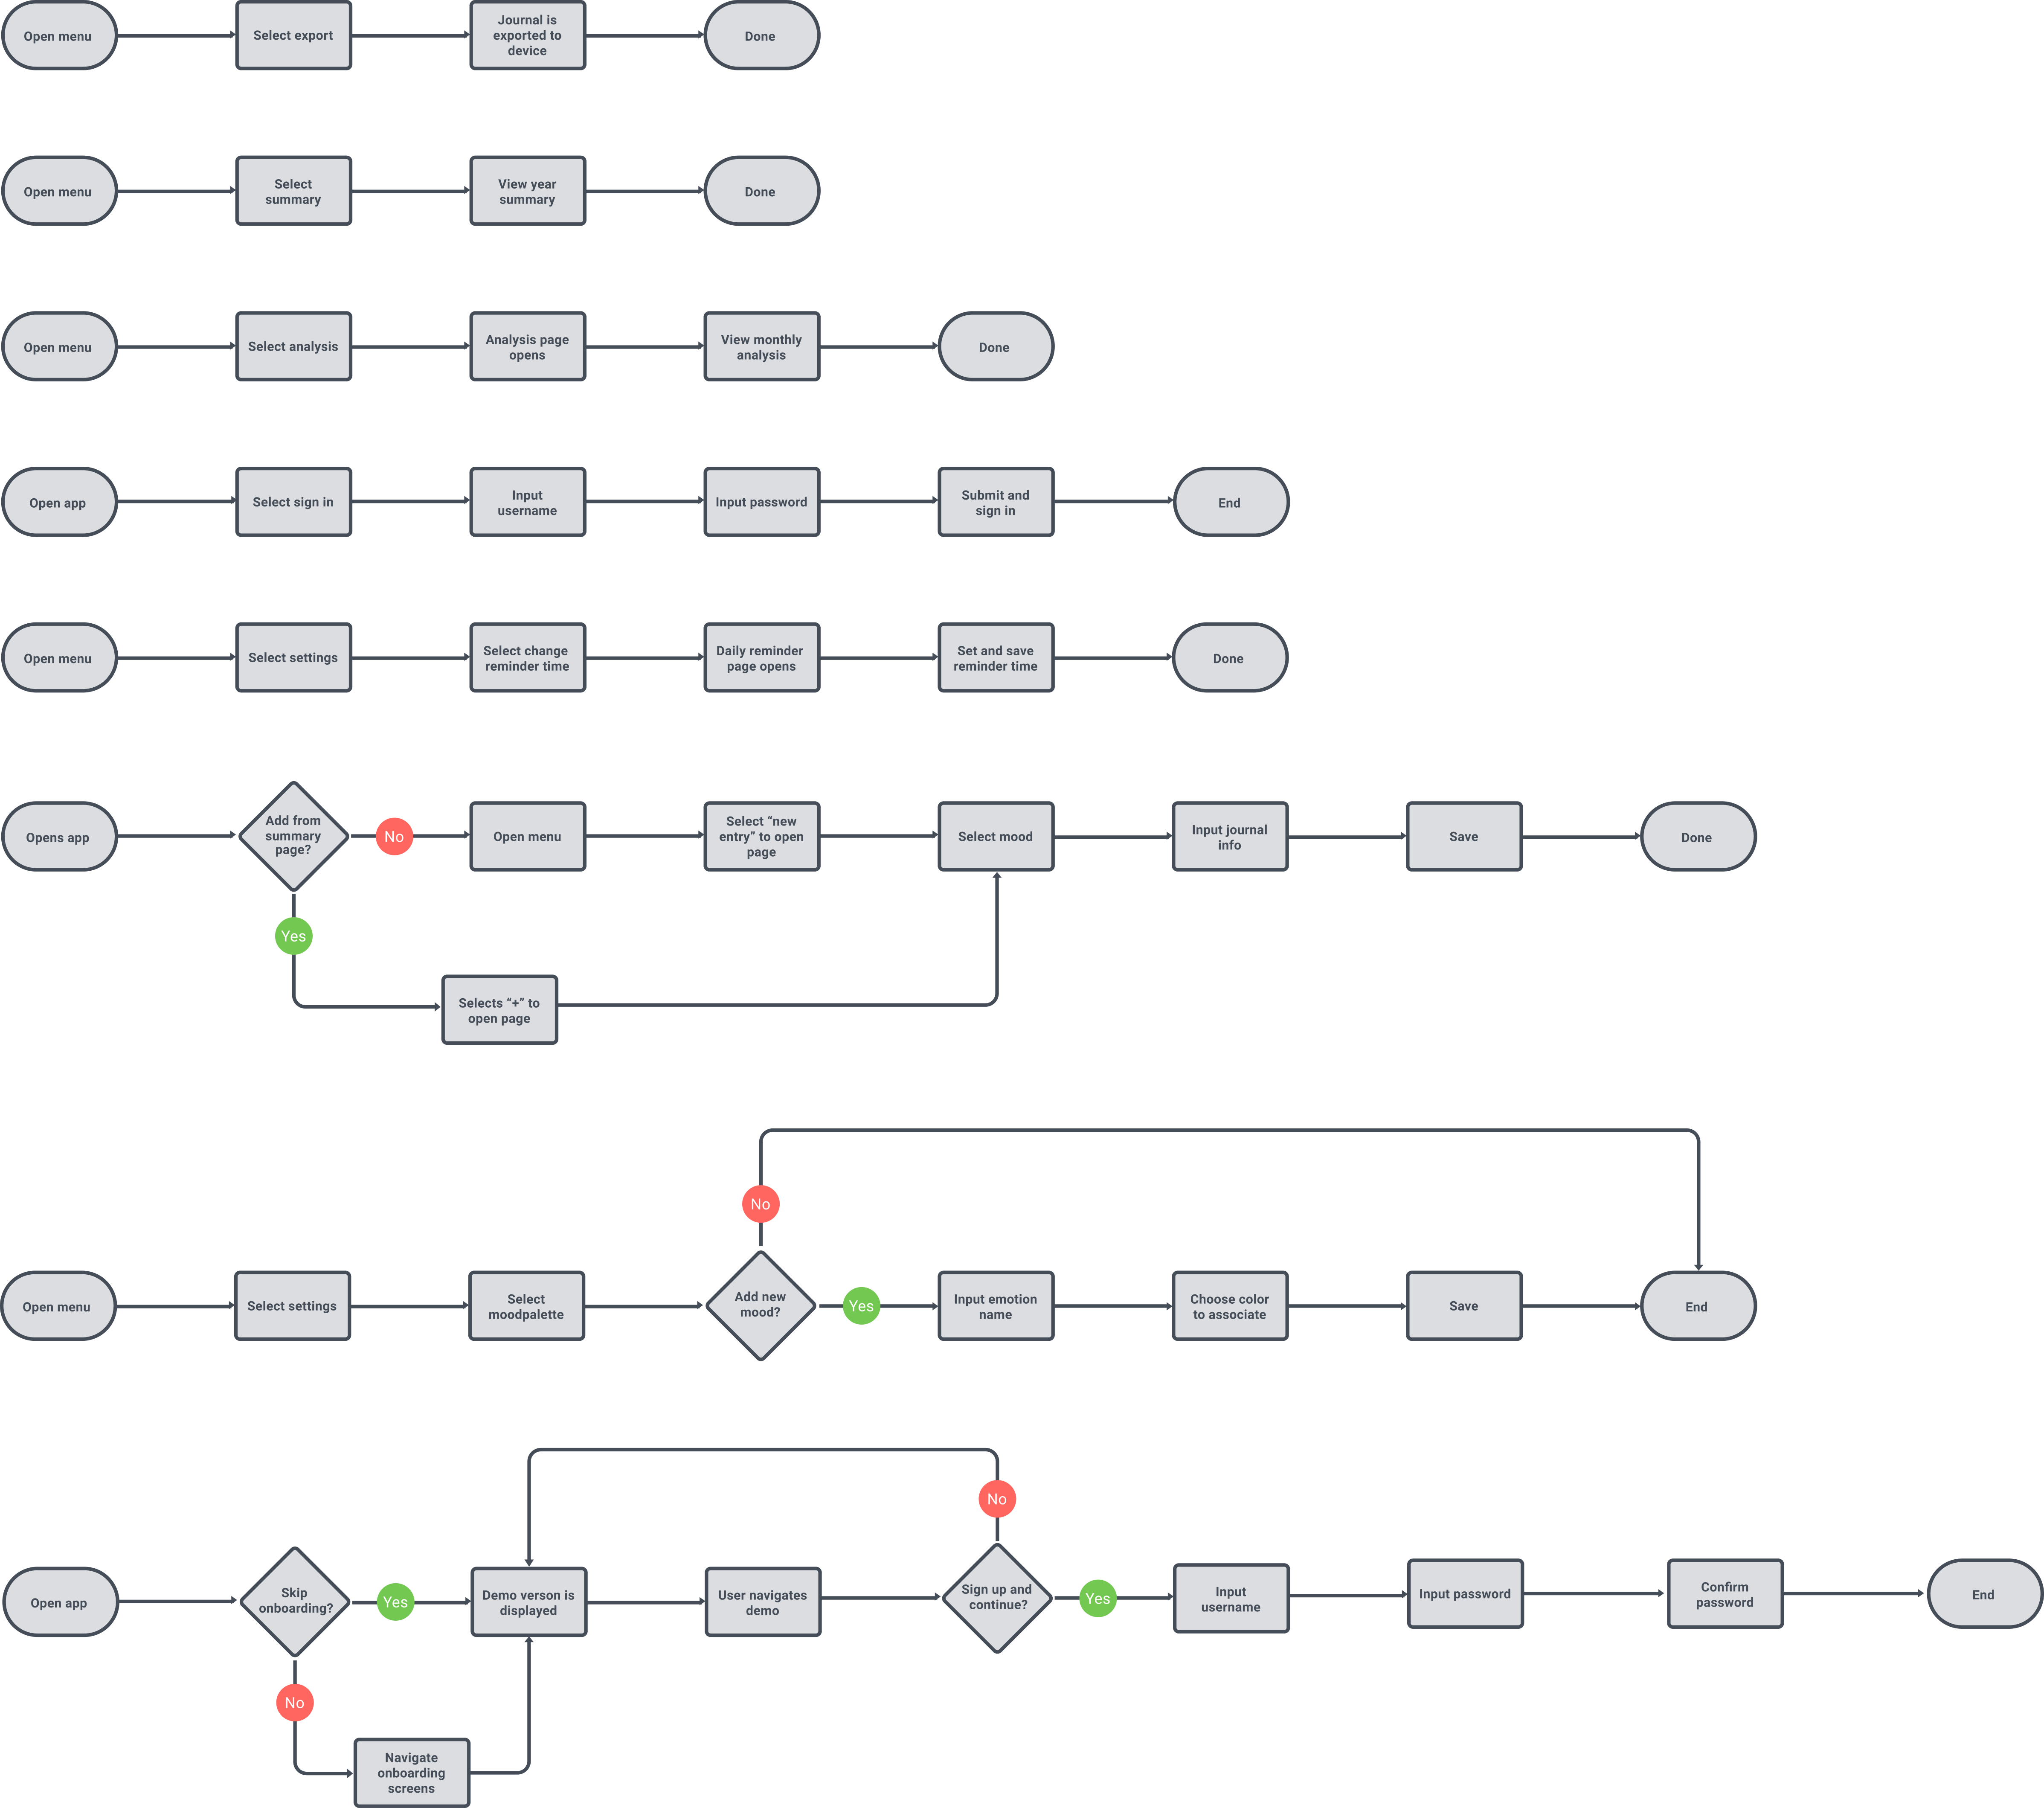 Open menu
Select export
Journal is
exported to
device
Done
Open menu
Select
summary
View year
summary
Done
Open menu
Select analysis
Analysis page
opens
View monthly
analysis
Done
Open app
Select sign in
Input
username
Input password
Submit and
sign in
End
Open menu
Select settings
Select change
reminder time
Daily reminder
page opens
Set and save
reminder time
Done
Opens app
Add from
summary
page?
No
Open menu
Select ”new
entry” to open
page
Select mood
Input journal
info
Save
Done
Yes
Selects “+” to
open page
No
Open menu
Select settings
Select
moodpalette
Add new
mood?
Yes
Input emotion
name
Choose color
to associate
Save
End
No
Open app
Skip
onboarding?
Yes
Demo verson is
displayed
User navigates
demo
Sign up and
continue?
Yes
Input
username
Input password
Confirm
password
End
No
Navigate
onboarding
screens